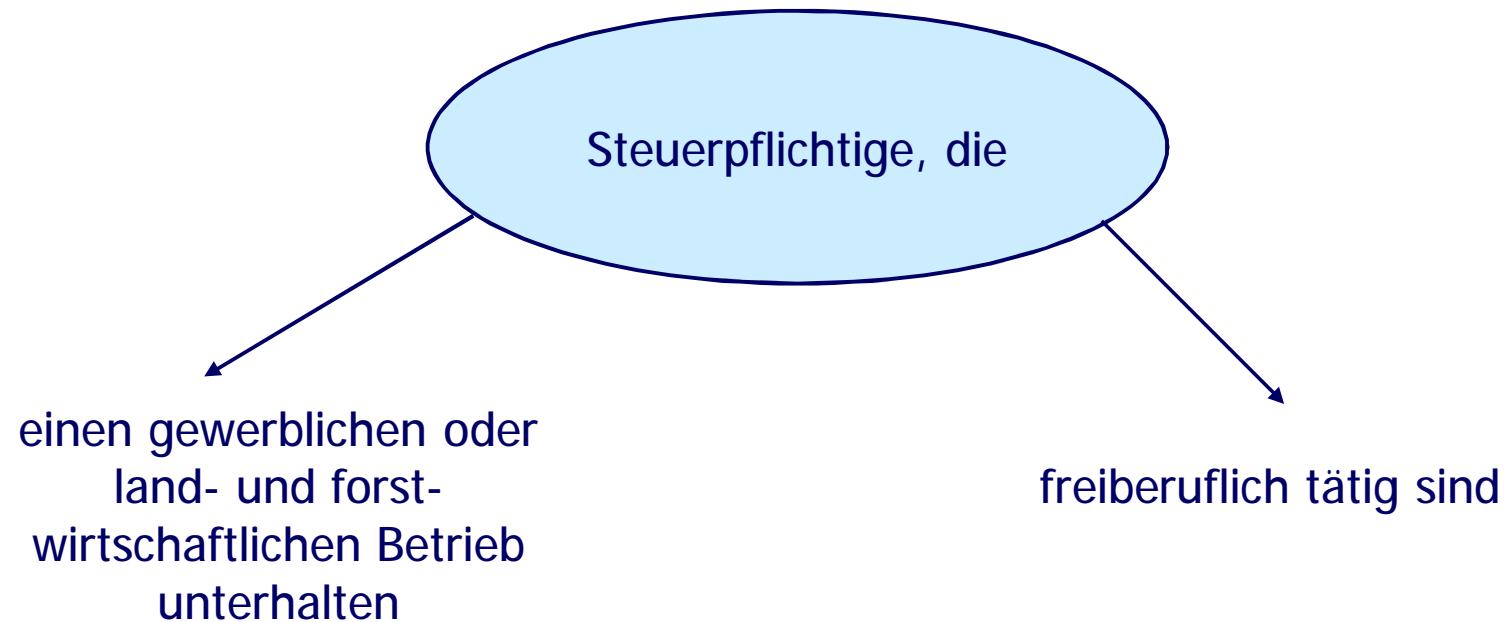 Steuerpflichtige, die
einen gewerblichen oder
land- und forst-
wirtschaftlichen Betrieb
unterhalten
freiberuflich tätig sind